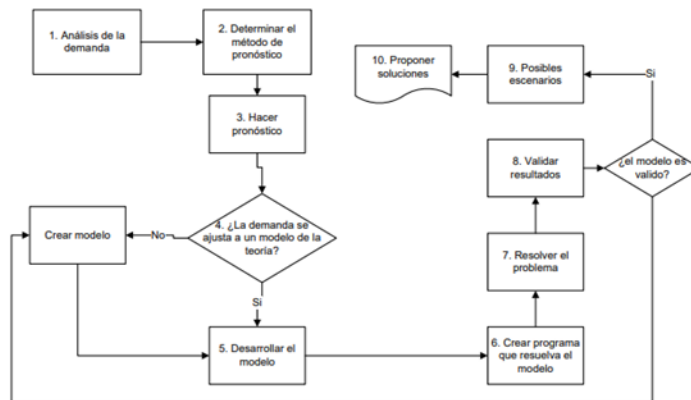 1. Análisis de la
demanda
2. Determinar el
método de
pronóstico
3. Hacer
pronóstico
4. ¿La demanda se
ajusta a un modelo de la
teoría?
No
Crear modelo
Si
5. Desarrollar el
modelo
6. Crear programa
que resuelva el
modelo
7. Resolver el
problema
8. Validar
resultados
¿el modelo es
valido?
Si
9. Posibles
escenarios
10. Proponer
soluciones